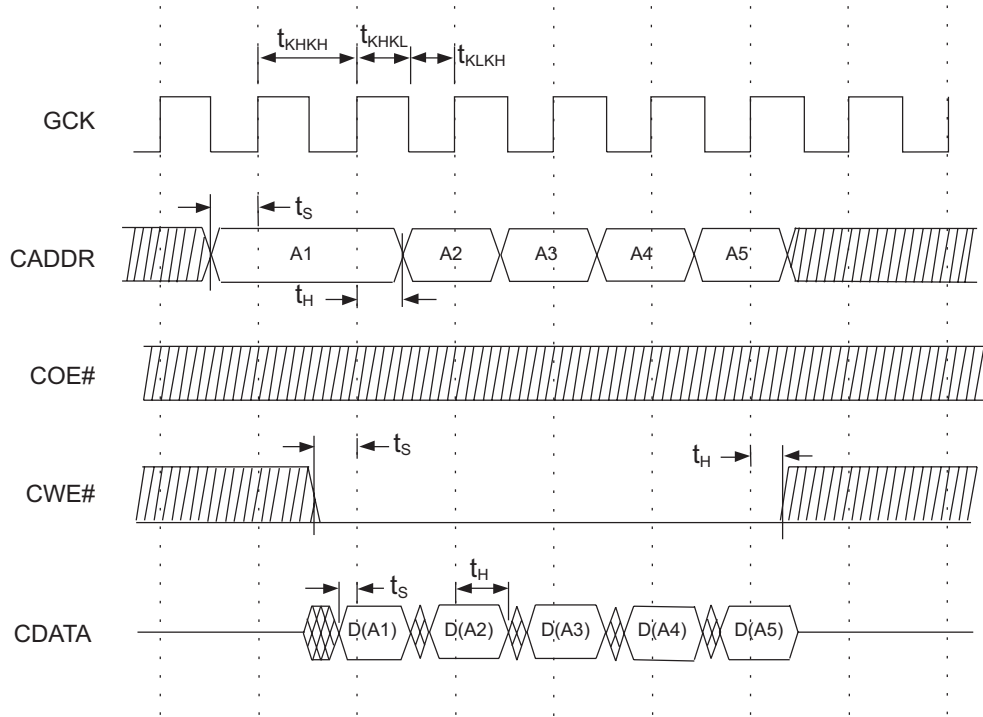 tKHKH tKHKL tKLKH
GCK
tS
CADDR A1 A2 A3 A4 A5
tH
COE#
tS tH
CWE#
tS tH
CDATA D(A1) D(A2) D(A3) D(A4) D(A5)